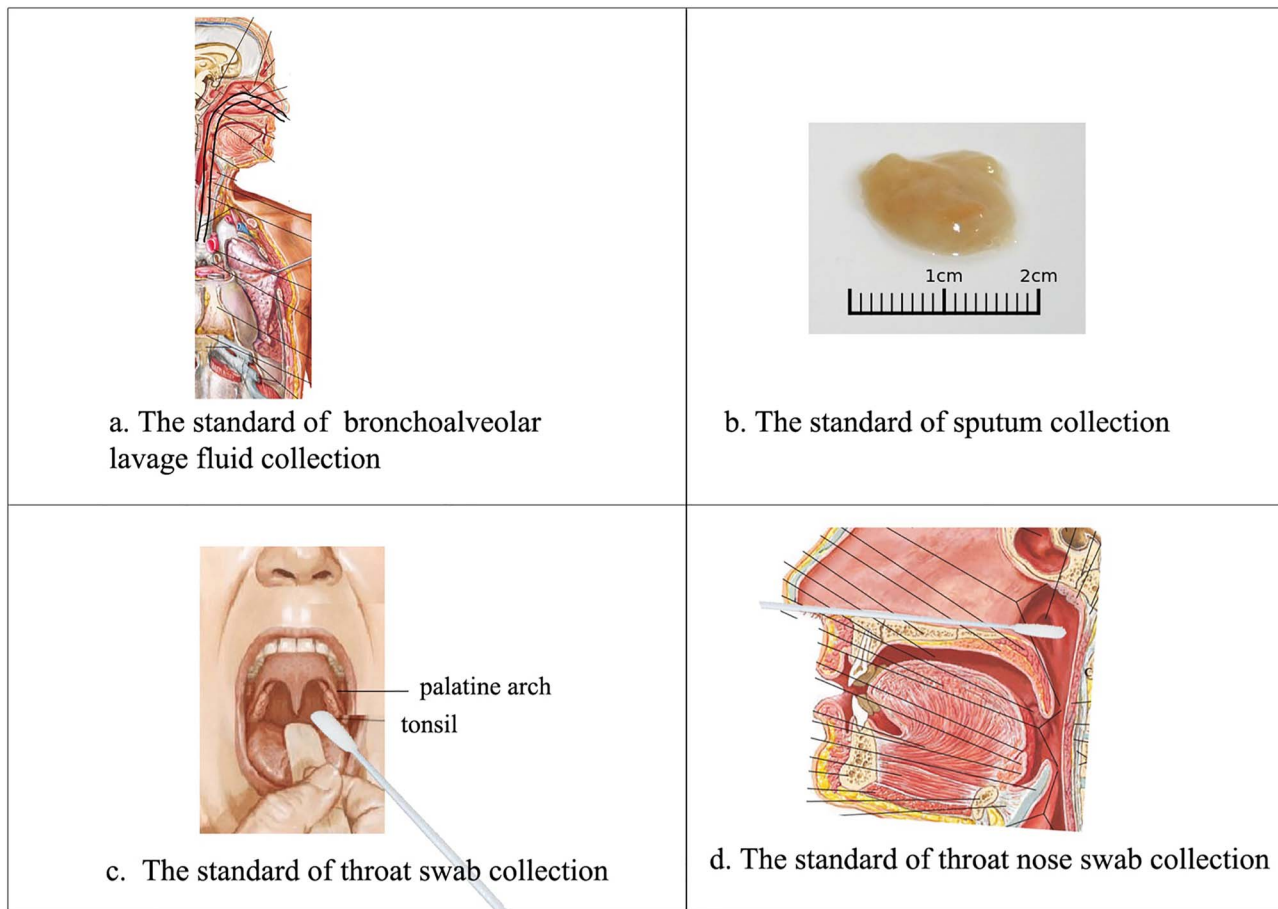 a. The standard of bronchoalveolar
lavage fluid collection
1cm 2cm
b. The standard of sputum collection
palatine arch
tonsil
c. The standard of throat swab collection
d. The standard of throat nose swab collection